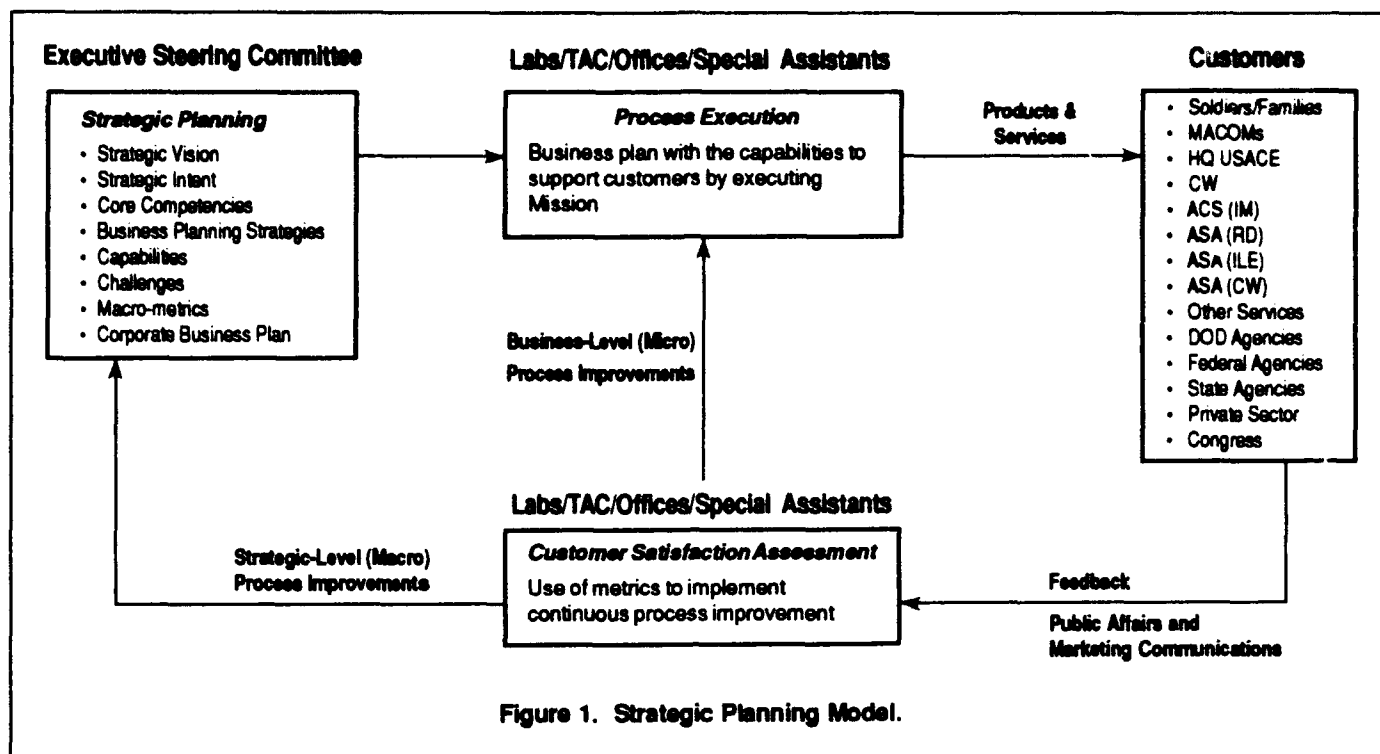 Executive Steering Committee
Strategic Planning
• Strategic Vision
• Strategic Intent
• Core Competencies
• Business Planning Strategies
• Capabilities
• Challenges
• Macro-metrics
• Corporate Business Plan
Labs/TAC/Offices/Special Assistants
Process Execution
Business plan with the capabilities to
support customers by executing
Mission
Products &
Services
Customers
• Soldiers/Families
• MACOMs
• HQ USACE
• CW
• ACS (IM)
• ASA (RD)
• ASA (ILE)
• ASA (CW)
• Other Services
• DOD Agencies
• Federal Agencies
• State Agencies
• Private Sector
• Congress
Business-Level (Micro)
Process Improvements
Labs/TAC/Offices/Special Assistants
Customer Satisfaction Assessment
Use of metrics to implement
continuous process improvement
Strategic-Level (Macro)
Process Improvements
Feedback
Public Affairs and
Marketing Communications
Figure 1. Strategic Planning Model.